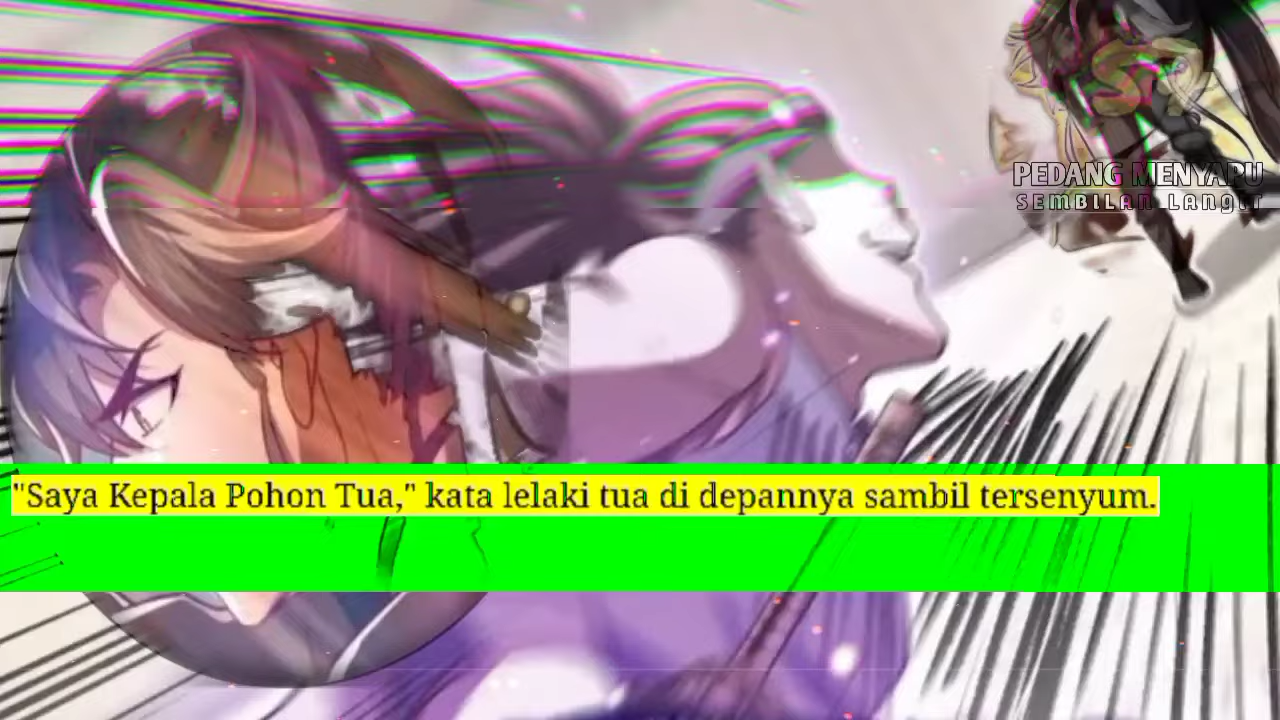 PEDANG MENYAPU
SEMBILAN LANGIT
"Saya Kepala Pohon Tua," kata lelaki tua di depannya sambil tersenyum.